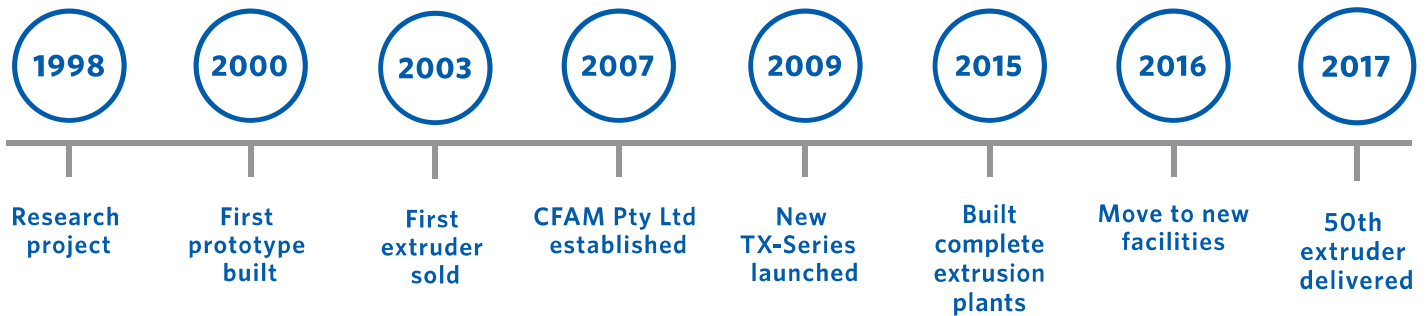 1998
2000
2003
2007
2009
2015
2016
2017
Research
project
First
prototype
built
First
extruder
sold
CFAM Pty Ltd
established
New
TX-Series
launched
Built
complete
extrusion
plants
Move to new
facilities
50th
extruder
delivered